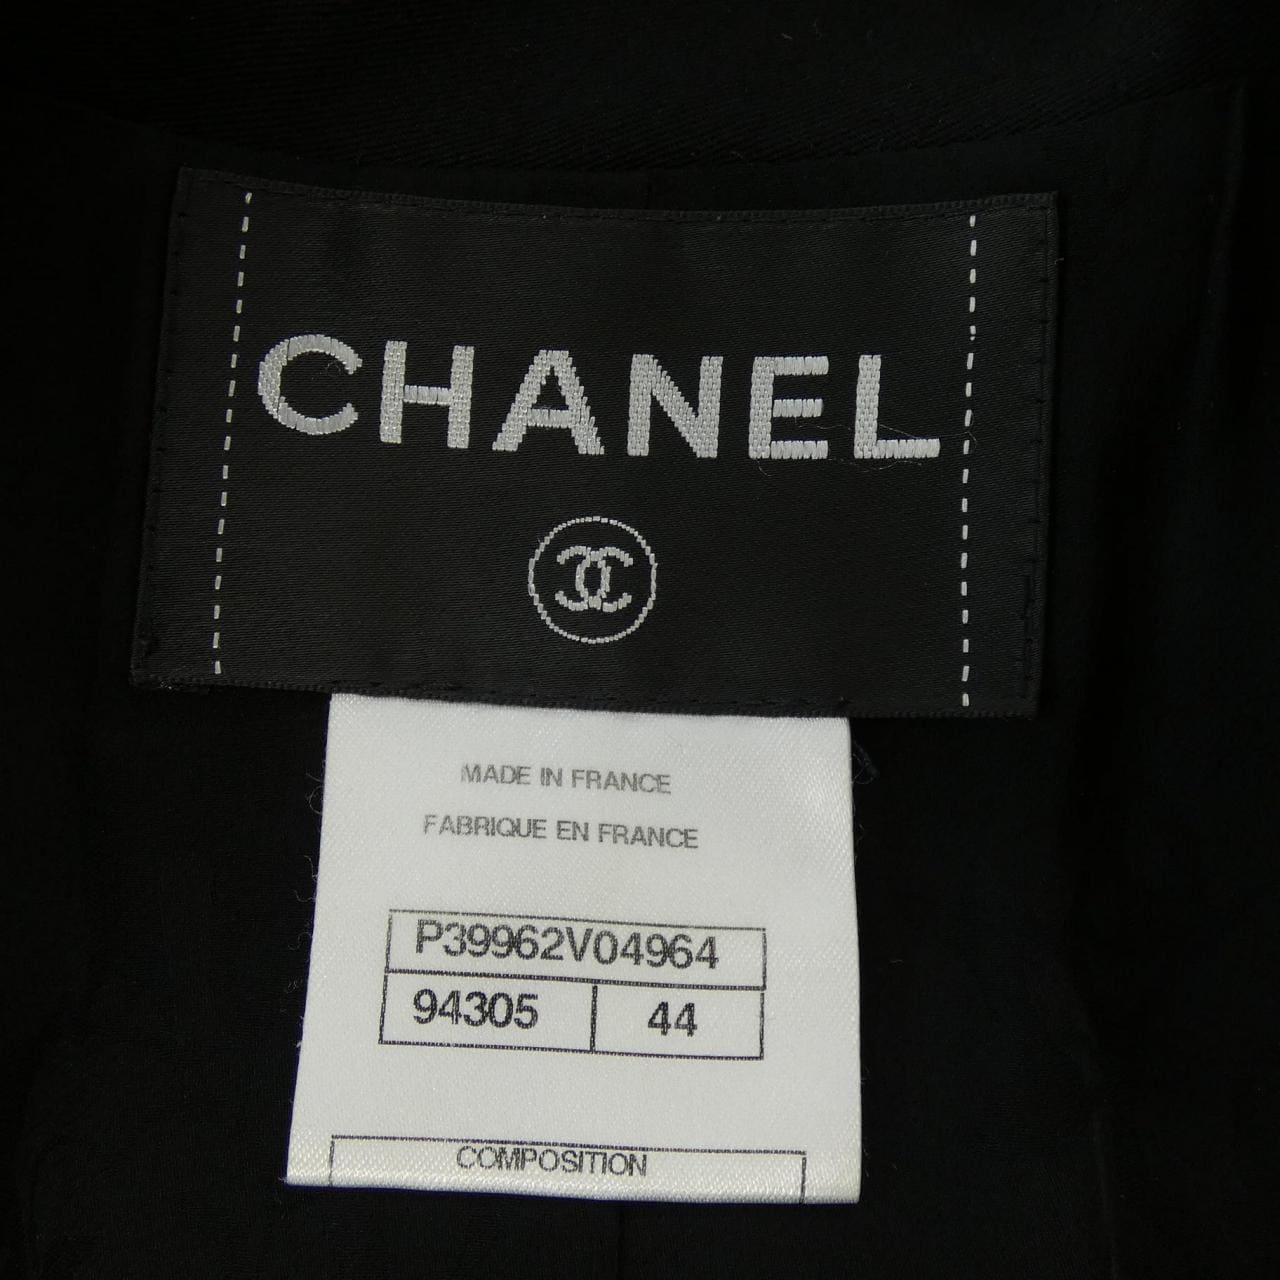 CHANEL
MADE IN FRANCE
FABRIQUE EN FRANCE
P39962V04964
94305 44
COMPOSITION